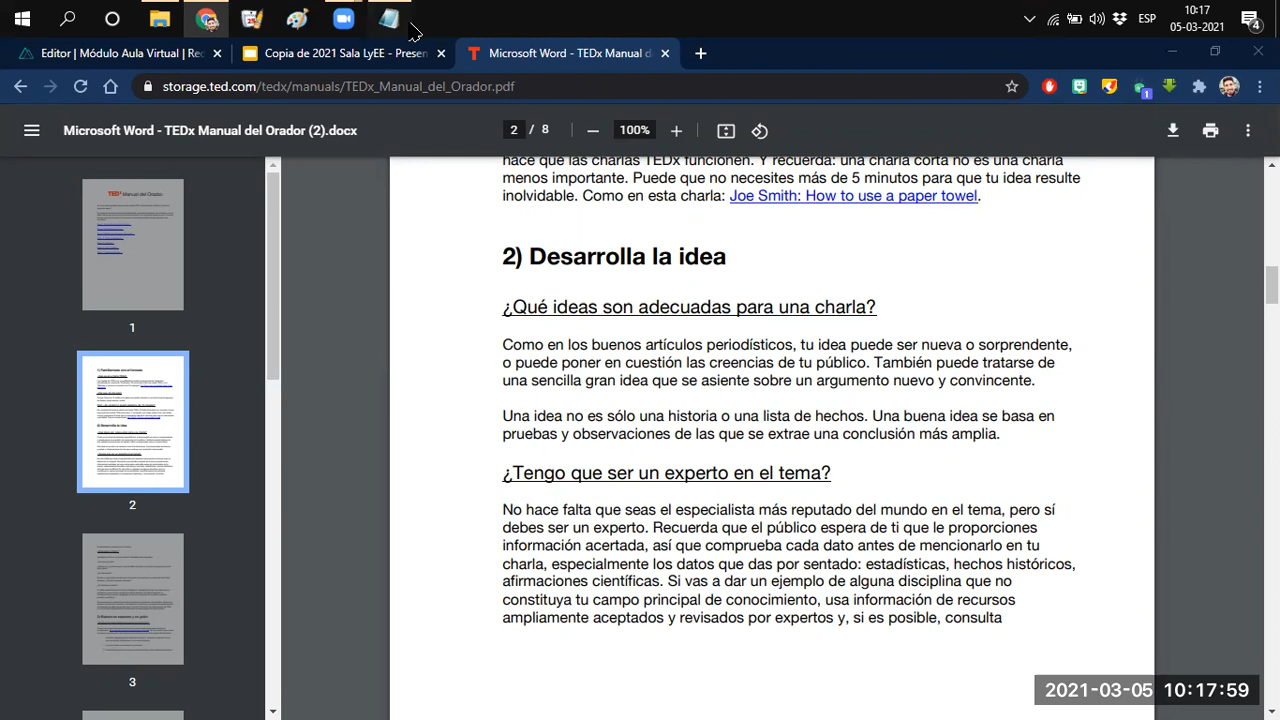 ESP
10:17
05-03-2021
4
Editor | Módulo Aula Virtual | Re
Copia de 2021 Sala LyEE - Presen
Microsoft Word - TEDx Manual d
storage.ted.com/tedx/manuals/TEDx_Manual_del_Orador.pdf
1
Microsoft Word - TEDx Manual del Orador (2).docx
2 / 8
100%
hace que las charlas TEDx funcionen. Y recuerda: una charla corta no es una charla
menos importante. Puede que no necesites más de 5 minutos para que tu idea resulte
inolvidable. Como en esta charla: Joe Smith: How to use a paper towel.
2) Desarrolla la idea
¿Qué ideas son adecuadas para una charla?
Como en los buenos artículos periodísticos, tu idea puede ser nueva o sorprendente,
o puede poner en cuestión las creencias de tu público. También puede tratarse de
una sencilla gran idea que se asiente sobre un argumento nuevo y convincente.
Una idea no es sólo una historia o una lista de hechos. Una buena idea se basa en
pruebas y observaciones de las que se extrae una conclusión más amplia.
¿Tengo que ser un experto en el tema?
No hace falta que seas el especialista más reputado del mundo en el tema, pero sí
debes ser un experto. Recuerda que el público espera de ti que le proporciones
información acertada, así que comprueba cada dato antes de mencionarlo en tu
charla, especialmente los datos que das por sentado: estadísticas, hechos históricos,
afirmaciones científicas. Si vas a dar un ejemplo de alguna disciplina que no
constituya tu campo principal de conocimiento, usa información de recursos
ampliamente aceptados y revisados por expertos y, si es posible, consulta
TEDx Manual del Orador
1
2
3
2021-03-05 10:17:59